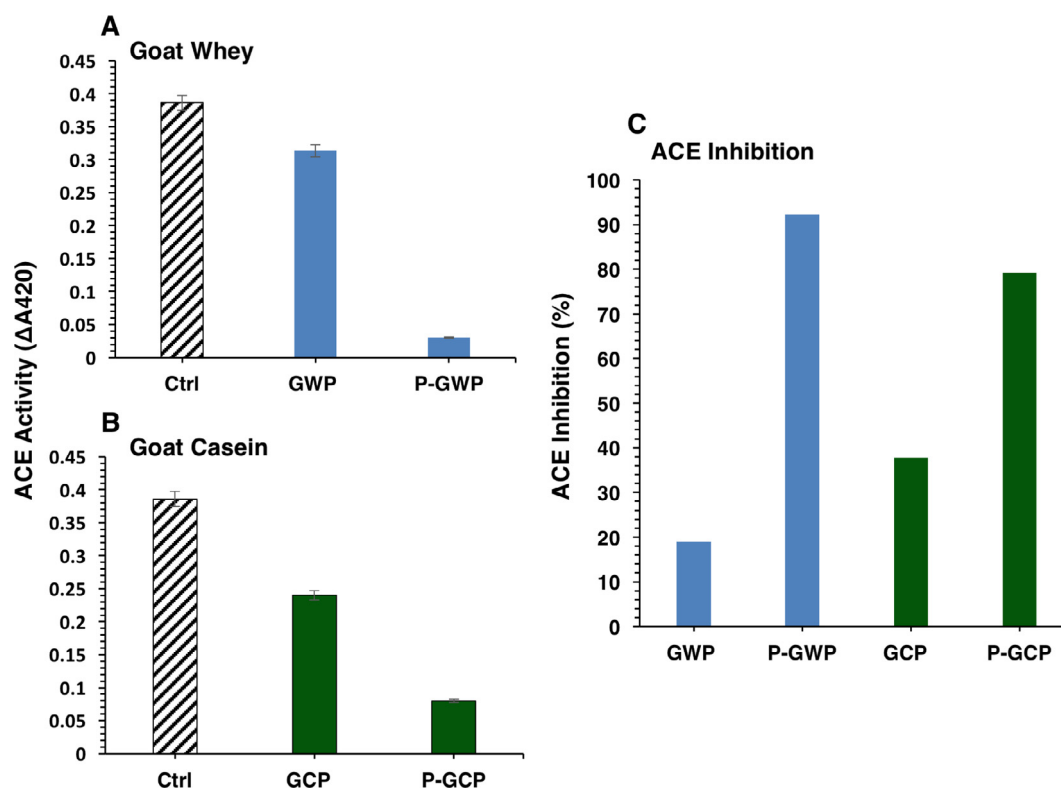 A
Goat Whey
0.45
0.4
0.35
0.3
0.25
0.2
0.15
0.1
0.05
0
Ctrl GWP P-GWP
ACE Activity (ΔA420)
B
Goat Casein
0.45
0.4
0.35
0.3
0.25
0.2
0.15
0.1
0.05
0
Ctrl GCP P-GCP
C
ACE Inhibition
100
90
80
70
60
50
40
30
20
10
0
ACE Inhibition (%)
GWP P-GWP GCP P-GCP